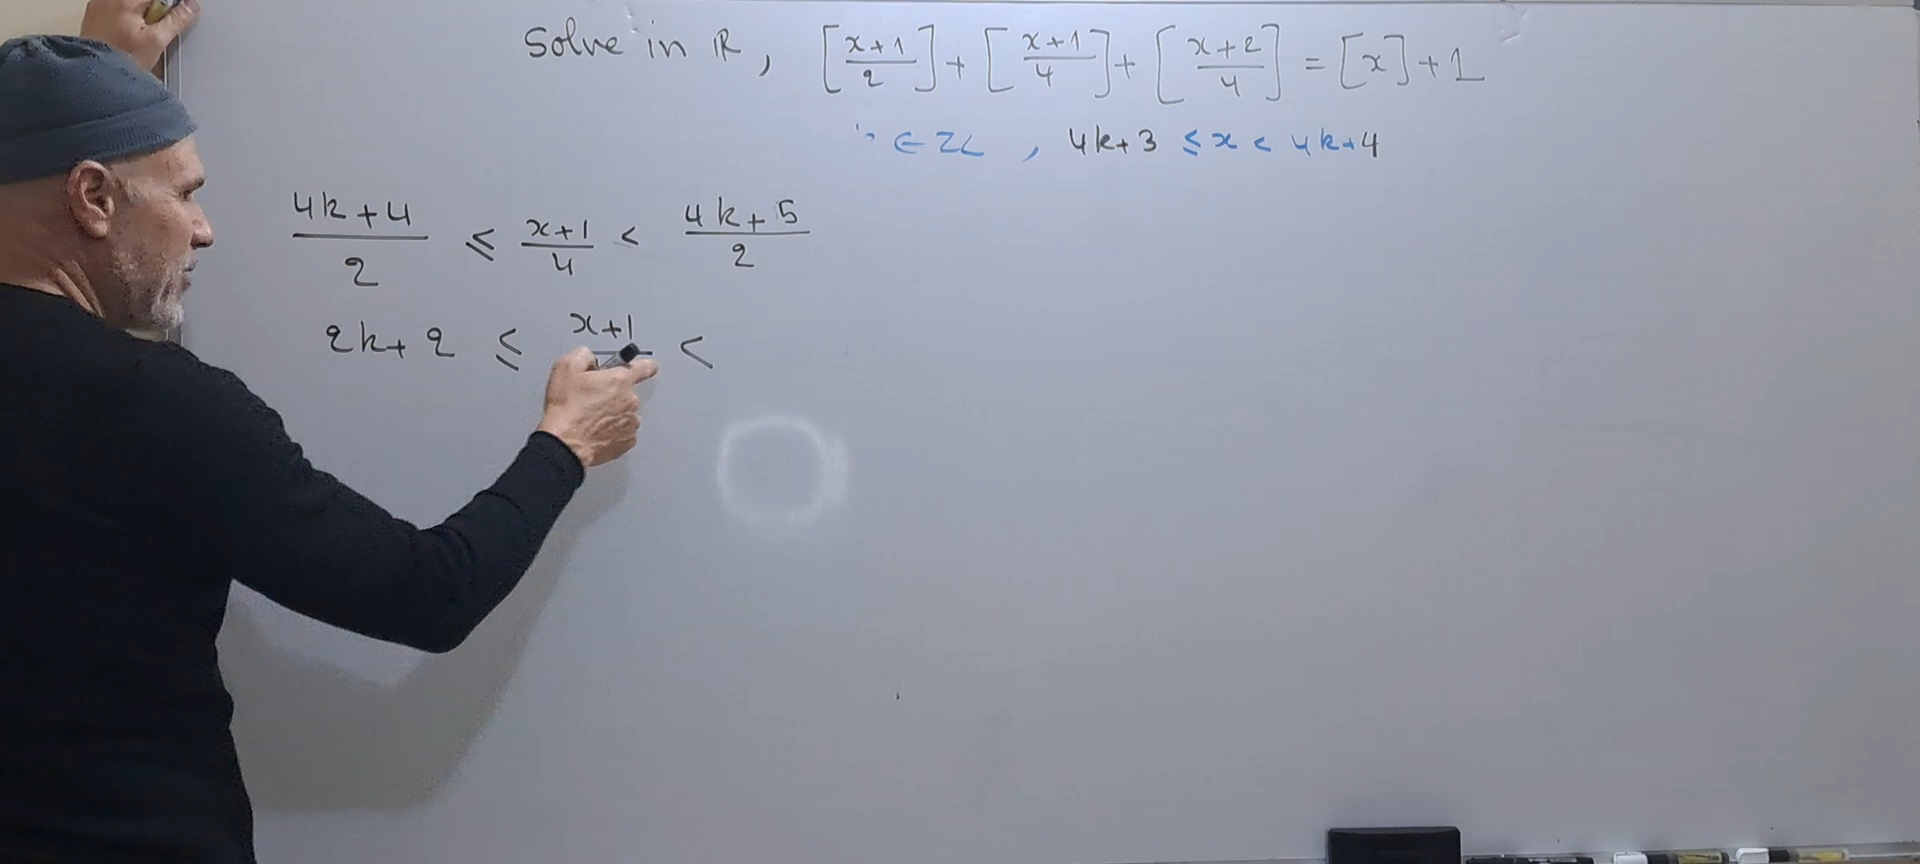 Solve in ℝ, [x+1/2] + [x+1/4] + [x+2/4] = [x] + 1
∈ ℤ, 4k+3 ≤ x < 4k+4
4k+4/2 ≤ x+1/4 < 4k+5/2
2k+2 ≤ x+1 <